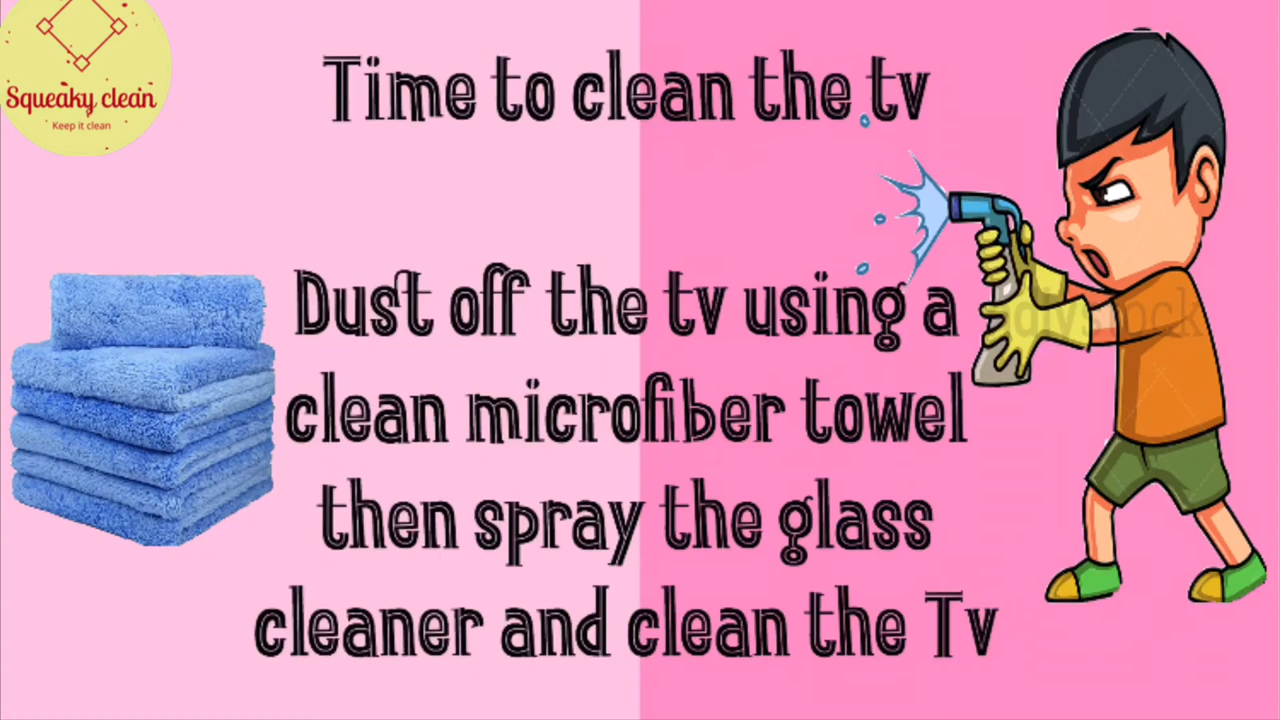 Squeaky clean
Keep it clean
Time to clean the tv
Dust off the tv using a
clean microfiber towel
then spray the glass
cleaner and clean the Tv